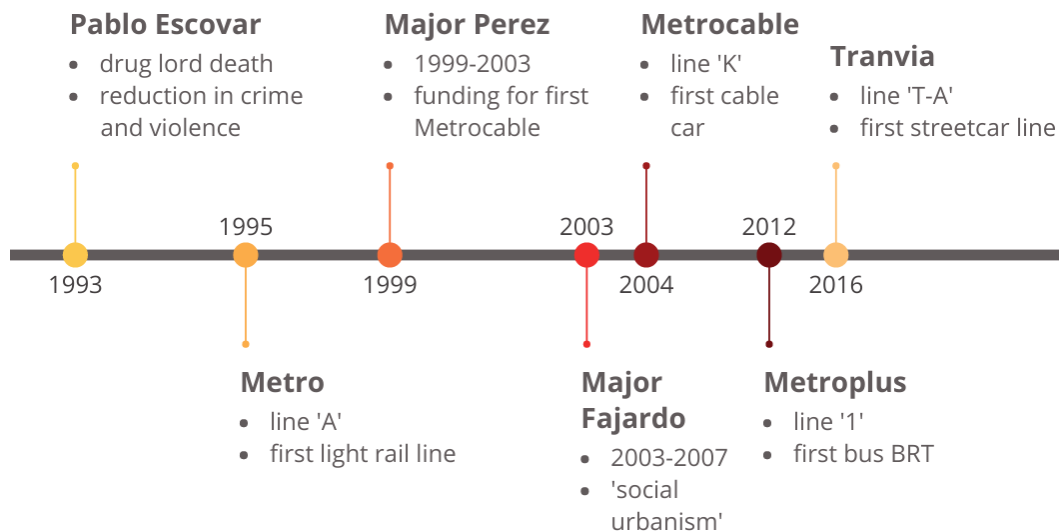 Pablo Escovar
• drug lord death
• reduction in crime
and violence
Major Perez
• 1999-2003
• funding for first
Metrocable
Metrocable
• line 'K'
• first cable
car
Tranvia
• line 'T-A'
• first streetcar line
1995
2003
2012
1993
1999
2004
2016
Metro
• line 'A'
• first light rail line
Major
Fajardo
• 2003-2007
• 'social
urbanism'
Metroplus
• line '1'
• first bus BRT